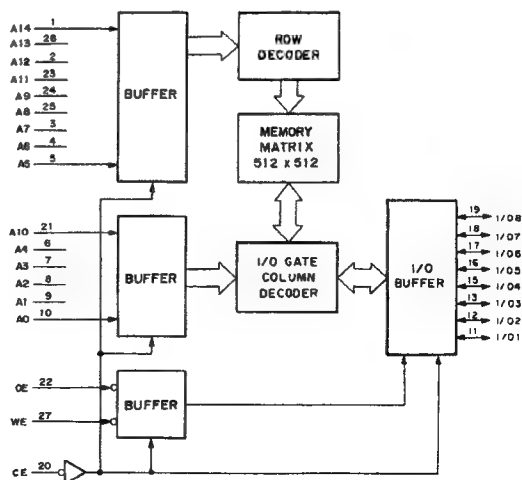 A14 1
A13 26
A12 2
A11 23
A9 24
A8 25
A7 3
A6 4
A5 5
BUFFER
ROW
DECODER
MEMORY
MATRIX
512 x 512
A10 21
A4 6
A3 7
A2 8
A1 9
A0 10
BUFFER
I/O GATE
COLUMN
DECODER
I/O
BUFFER
19 I/O8
18 I/O7
17 I/O6
16 I/O5
15 I/O4
13 I/O3
12 I/O2
11 I/O1
OE 22
WE 27
BUFFER
CE 20